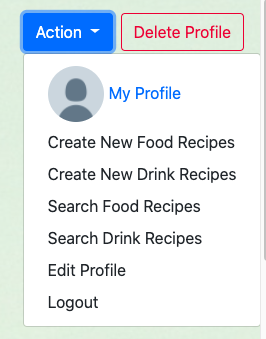 Action Delete Profile
My Profile
Create New Food Recipes
Create New Drink Recipes
Search Food Recipes
Search Drink Recipes
Edit Profile
Logout